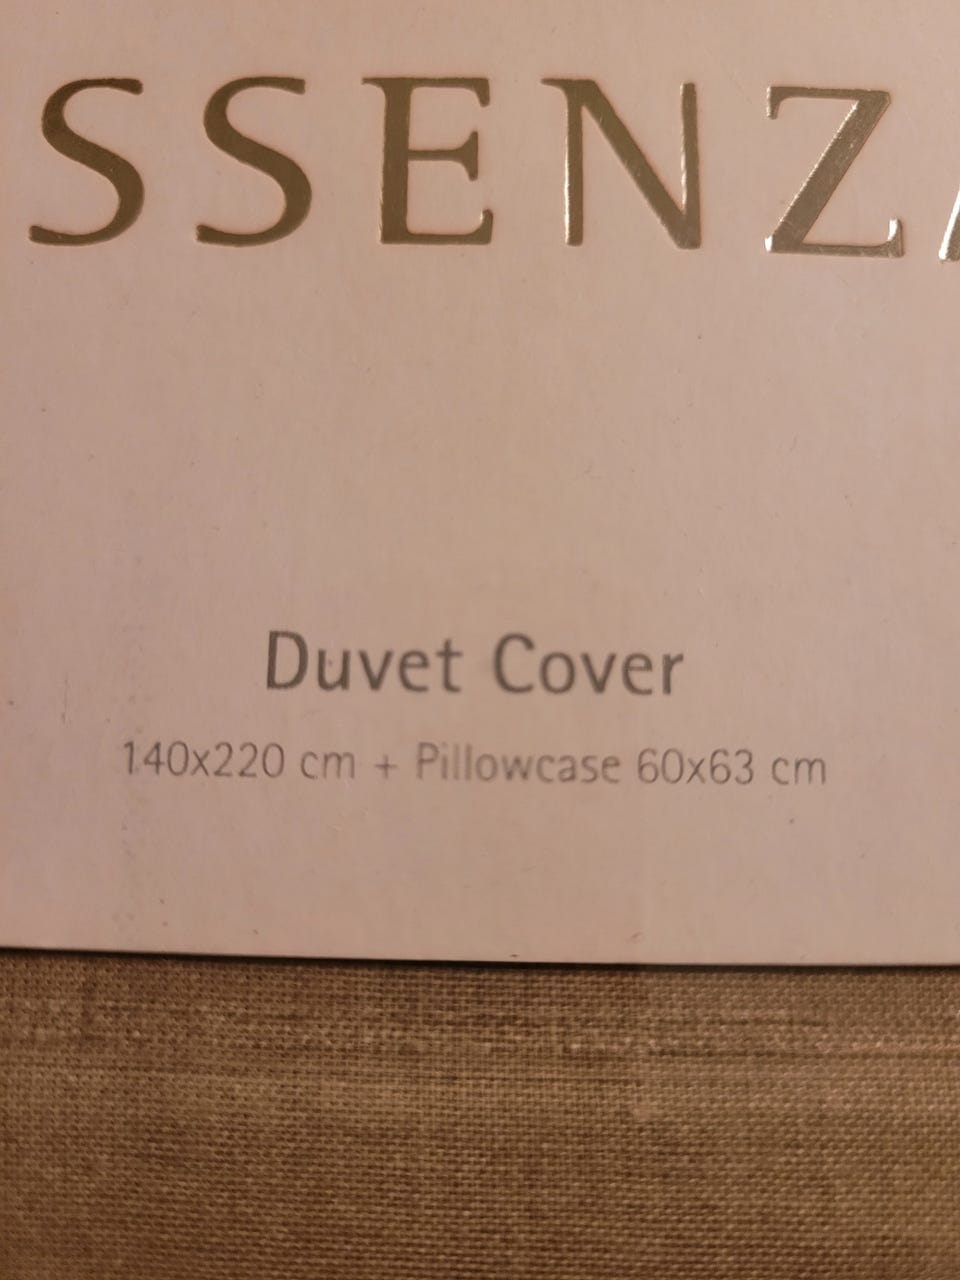 SSENZ
Duvet Cover
140x220 cm + Pillowcase 60x63 cm